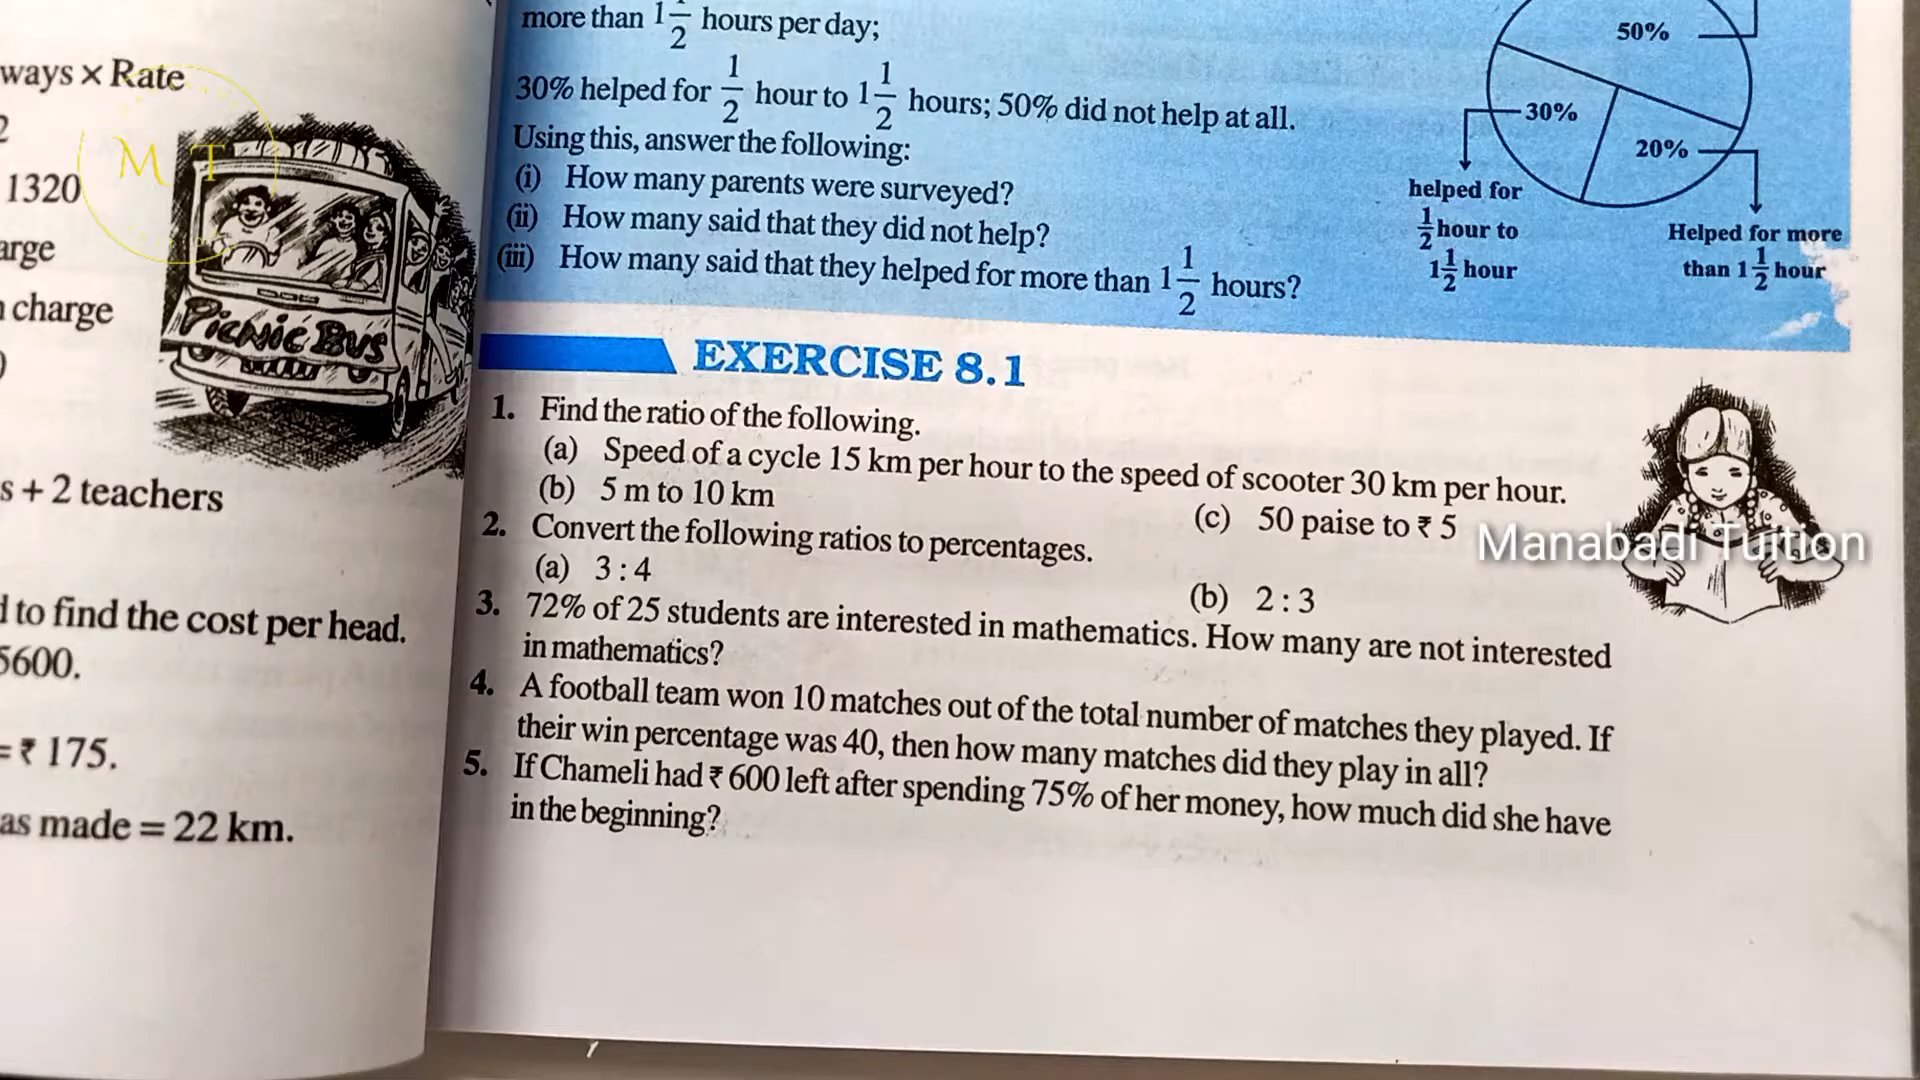 ways × Rate
2
1320
arge
charge
s + 2 teachers
to find the cost per head.
5600.
= ₹ 175.
as made = 22 km.
M T
Picnic Bus
more than 1 1/2 hours per day;
30% helped for 1/2 hour to 1 1/2 hours; 50% did not help at all.
Using this, answer the following:
(i) How many parents were surveyed?
(ii) How many said that they did not help?
(iii) How many said that they helped for more than 1 1/2 hours?
50%
30%
20%
helped for
1/2 hour to
1 1/2 hour
Helped for more
than 1 1/2 hour
EXERCISE 8.1
1. Find the ratio of the following.
(a) Speed of a cycle 15 km per hour to the speed of scooter 30 km per hour.
(b) 5 m to 10 km (c) 50 paise to ₹ 5
2. Convert the following ratios to percentages.
(a) 3 : 4 (b) 2 : 3
3. 72% of 25 students are interested in mathematics. How many are not interested
in mathematics?
4. A football team won 10 matches out of the total number of matches they played. If
their win percentage was 40, then how many matches did they play in all?
5. If Chameli had ₹ 600 left after spending 75% of her money, how much did she have
in the beginning?
Manabadi Tuition